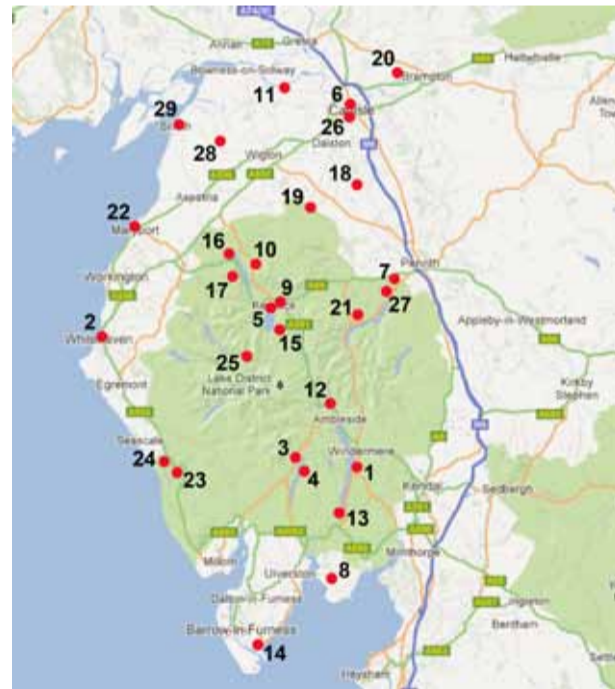 Annan
Gretna
Haltwhistle
20
Brampton
Bowness-on-Solway
11
6
Carlisle
29
Silloth
26
28
Dalston
Wigton
M6
18
19
Aspatria
22
Maryport
16
10
Penrith
7
17
9
Workington
27
Keswick
5
21
2
Whitehaven
15
Appleby-in-Westmorland
25
Egremont
Lake District
National Park
Kirkby
Stephen
12
Ambleside
Seascale
3
Windermere
24
4
1
23
Kendal
Sedbergh
13
Milnthorpe
Millom
Ulverston
8
Dalton-in-Furness
Ingleton
Barrow-in-Furness
Bentham
14
Heysham